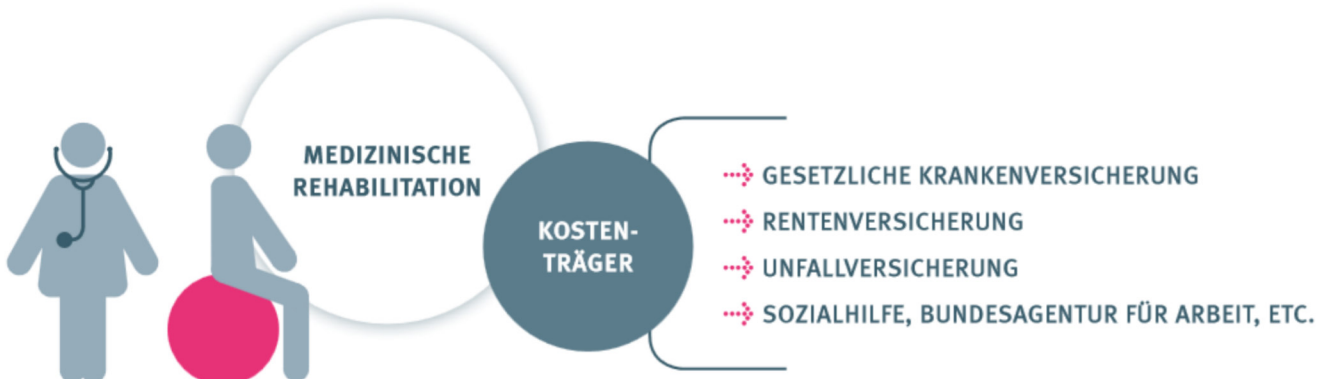 MEDIZINISCHE
REHABILITATION
KOSTEN-
TRÄGER
GESETZLICHE KRANKENVERSICHERUNG
RENTENVERSICHERUNG
UNFALLVERSICHERUNG
SOZIALHILFE, BUNDESAGENTUR FÜR ARBEIT, ETC.